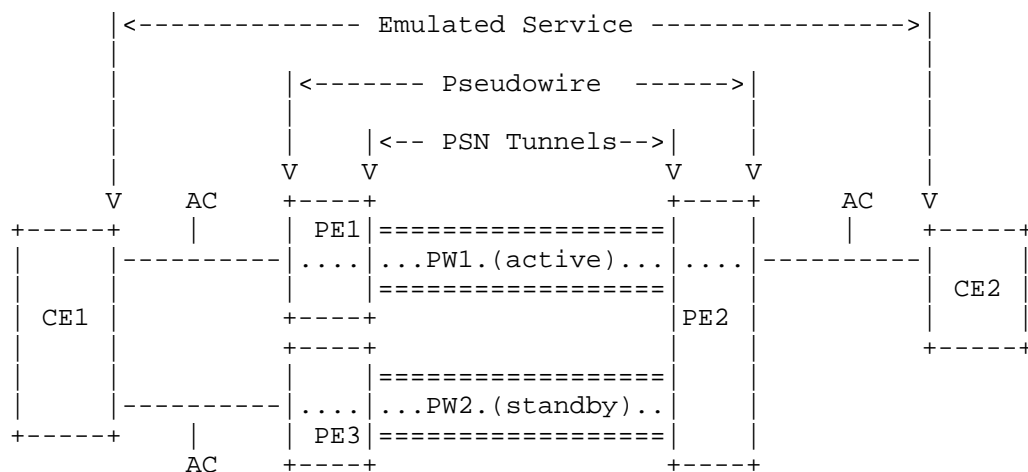 |<-------------- Emulated Service ---------------->|
|<------- Pseudowire ------>|
|<-- PSN Tunnels-->|
V V V V
V AC +----+ +----+ AC V
+-----+ | | PE1|==================| | | +-----+
| |----------|....|...PW1.(active)...|....|----------| |
| | | |==================| | | CE2 |
| CE1 | +----+ |PE2 | | |
| | +----+ | | +-----+
| | | |==================| |
| |----------|....|...PW2.(standby)..| |
+-----+ | | PE3|==================| |
AC +----+ +----+